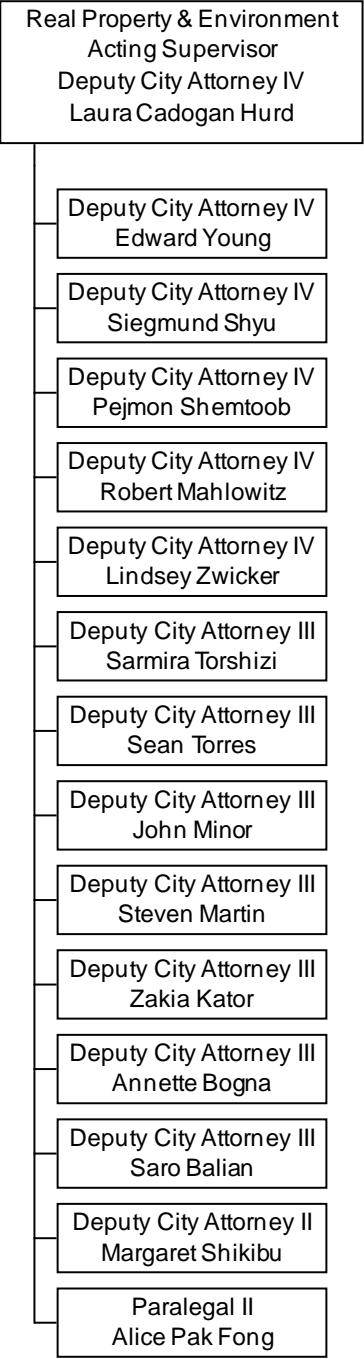 Real Property & Environment
Acting Supervisor
Deputy City Attorney IV
Laura Cadogan Hurd
Deputy City Attorney IV
Edward Young
Deputy City Attorney IV
Siegmund Shyu
Deputy City Attorney IV
Pejmon Shemtoob
Deputy City Attorney IV
Robert Mahlowitz
Deputy City Attorney IV
Lindsey Zwicker
Deputy City Attorney III
Sarmira Torshizi
Deputy City Attorney III
Sean Torres
Deputy City Attorney III
John Minor
Deputy City Attorney III
Steven Martin
Deputy City Attorney III
Zakia Kator
Deputy City Attorney III
Annette Bogna
Deputy City Attorney III
Saro Balian
Deputy City Attorney II
Margaret Shikibu
Paralegal II
Alice Pak Fong